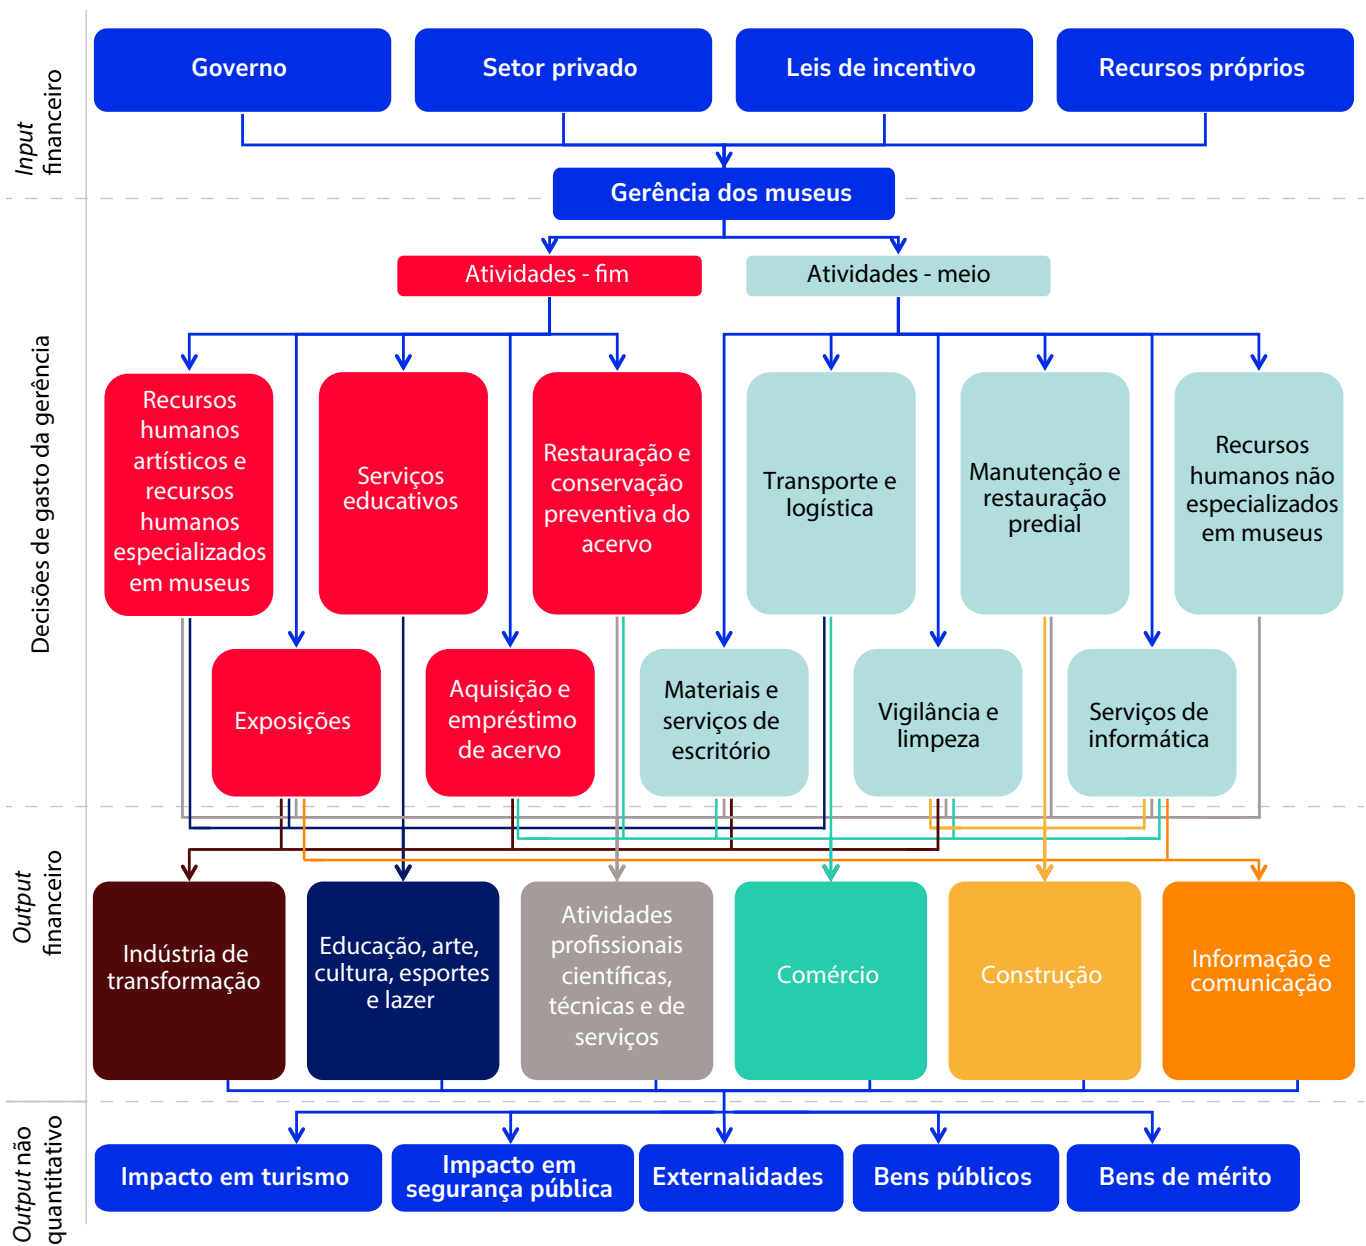 Input
financeiro
Governo
Setor privado
Leis de incentivo
Recursos próprios
Gerência dos museus
Decisões de gasto da gerência
Atividades - fim
Atividades - meio
Recursos
humanos
artísticos e
recursos
humanos
especializados
em museus
Serviços
educativos
Restauração e
conservação
preventiva do
acervo
Transporte e
logística
Manutenção e
restauração
predial
Recursos
humanos não
especializados
em museus
Exposições
Aquisição e
empréstimo
de acervo
Materiais e
serviços de
escritório
Vigilância e
limpeza
Serviços de
informática
Output
financeiro
Indústria de
transformação
Educação, arte,
cultura, esportes
e lazer
Atividades
profissionais
científicas,
técnicas e de
serviços
Comércio
Construção
Informação e
comunicação
Output não
quantitativo
Impacto em turismo
Impacto em
segurança pública
Externalidades
Bens públicos
Bens de mérito